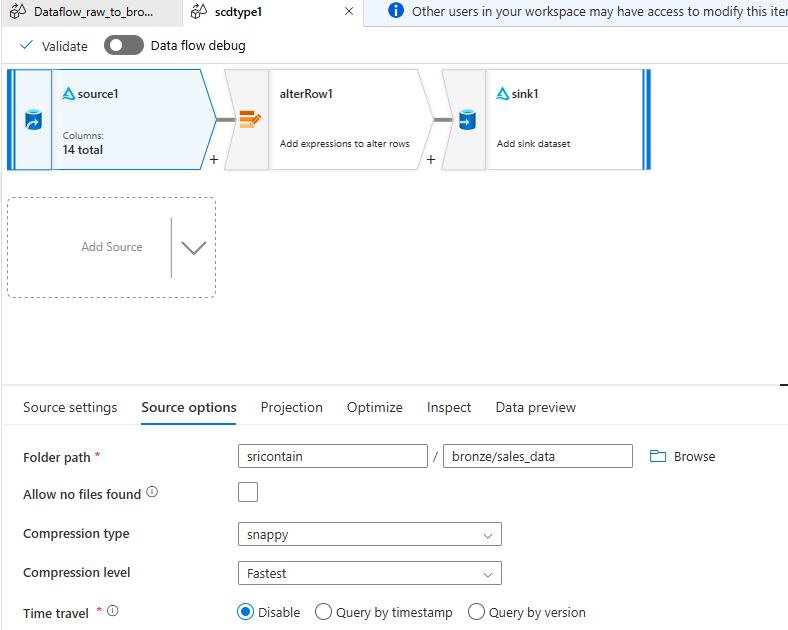 Dataflow_raw_to_bro...
scdtype1
Other users in your workspace may have access to modify this
Validate
Data flow debug
source1
Columns:
14 total
+
alterRow1
Add expressions to alter rows
+
sink1
Add sink dataset
Add Source
Source settings
Source options
Projection
Optimize
Inspect
Data preview
Folder path *
sricontain
/
bronze/sales_data
Browse
Allow no files found
Compression type
snappy
Compression level
Fastest
Time travel *
Disable
Query by timestamp
Query by version